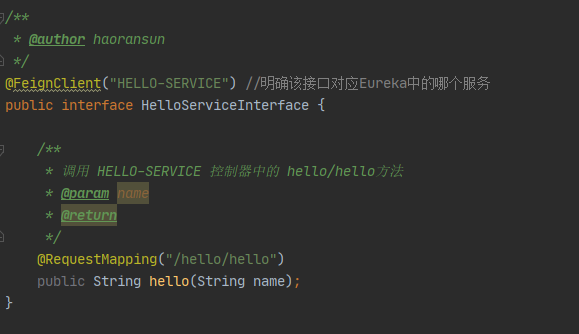 /**
 * @author haoransun
 */
@FeignClient("HELLO-SERVICE") //明确该接口对应Eureka中的哪个服务
public interface HelloServiceInterface {
    /**
     * 调用 HELLO-SERVICE 控制器中的 hello/hello方法
     * @param name
     * @return
     */
    @RequestMapping("/hello/hello")
    public String hello(String name);
}